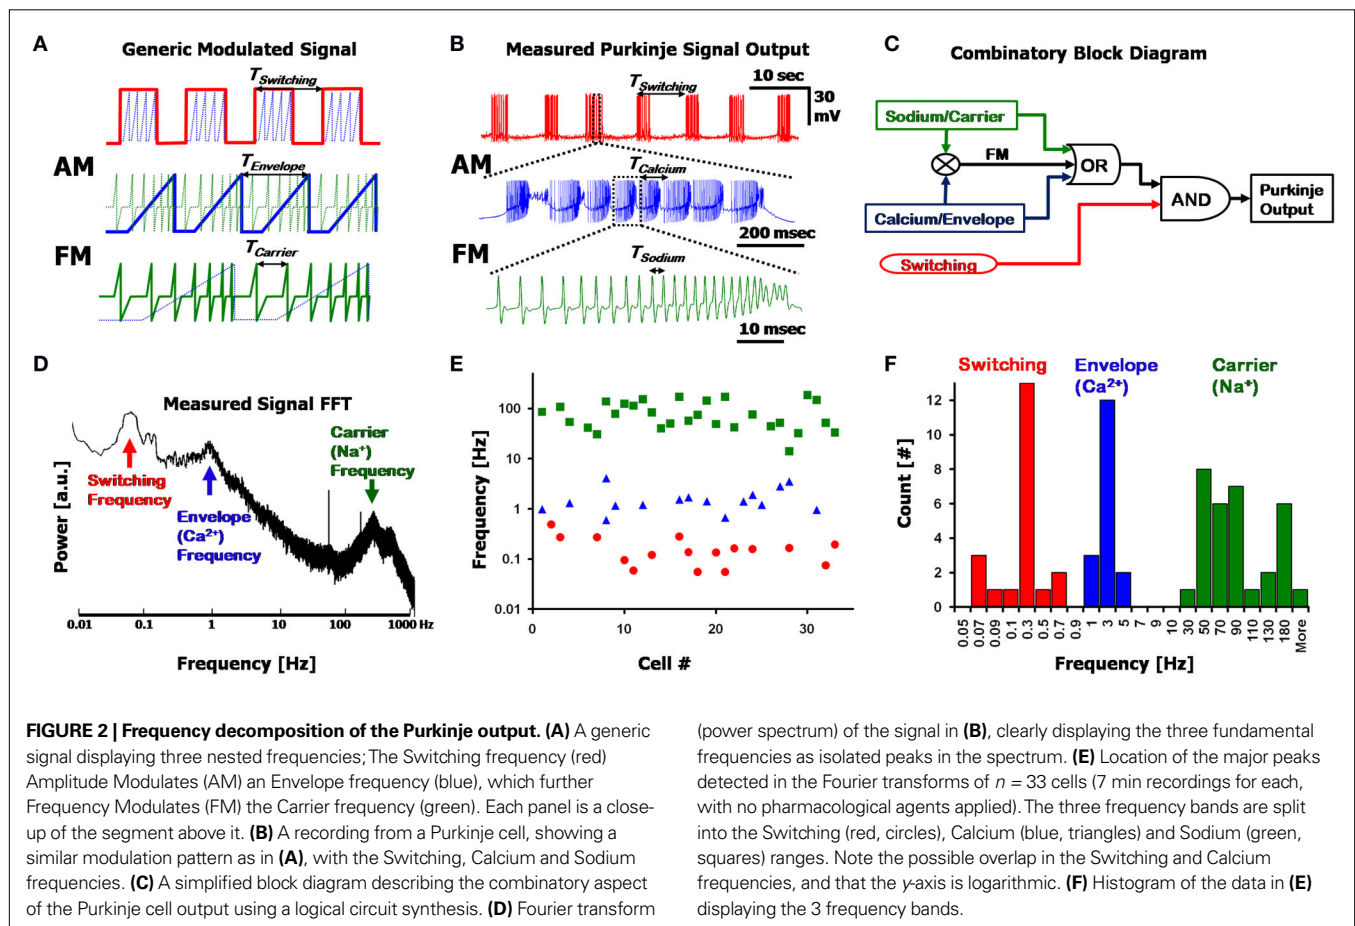 A
Generic Modulated Signal
T Switching
AM
T Envelope
FM
T Carrier
B
Measured Purkinje Signal Output
10 sec
T Switching
30
mV
AM
T Calcium
200 msec
FM
T Sodium
10 msec
C
Combinatory Block Diagram
Sodium/Carrier
FM
OR
Calcium/Envelope
AND
Purkinje
Output
Switching
D
Measured Signal FFT
Carrier
(Na⁺)
Frequency
Switching
Frequency
Envelope
(Ca²⁺)
Frequency
Power [a.u.]
0.01 0.1 1 10 100 1000 Hz
Frequency [Hz]
E
Frequency [Hz]
100
10
1
0.1
0.01
0 10 20 30
Cell #
F
Switching
Envelope
(Ca²⁺)
Carrier
(Na⁺)
Count [#]
12
10
8
6
4
2
0
0.05 0.07 0.09 0.1 0.3 0.5 0.7 0.9 1 3 5 7 9 10 30 50 70 90 110 130 180 More
Frequency [Hz]
FIGURE 2 | Frequency decomposition of the Purkinje output. (A) A generic
signal displaying three nested frequencies; The Switching frequency (red)
Amplitude Modulates (AM) an Envelope frequency (blue), which further
Frequency Modulates (FM) the Carrier frequency (green). Each panel is a close-
up of the segment above it. (B) A recording from a Purkinje cell, showing a
similar modulation pattern as in (A), with the Switching, Calcium and Sodium
frequencies. (C) A simplified block diagram describing the combinatory aspect
of the Purkinje cell output using a logical circuit synthesis. (D) Fourier transform
(power spectrum) of the signal in (B), clearly displaying the three fundamental
frequencies as isolated peaks in the spectrum. (E) Location of the major peaks
detected in the Fourier transforms of n = 33 cells (7 min recordings for each,
with no pharmacological agents applied). The three frequency bands are split
into the Switching (red, circles), Calcium (blue, triangles) and Sodium (green,
squares) ranges. Note the possible overlap in the Switching and Calcium
frequencies, and that the y-axis is logarithmic. (F) Histogram of the data in (E)
displaying the 3 frequency bands.